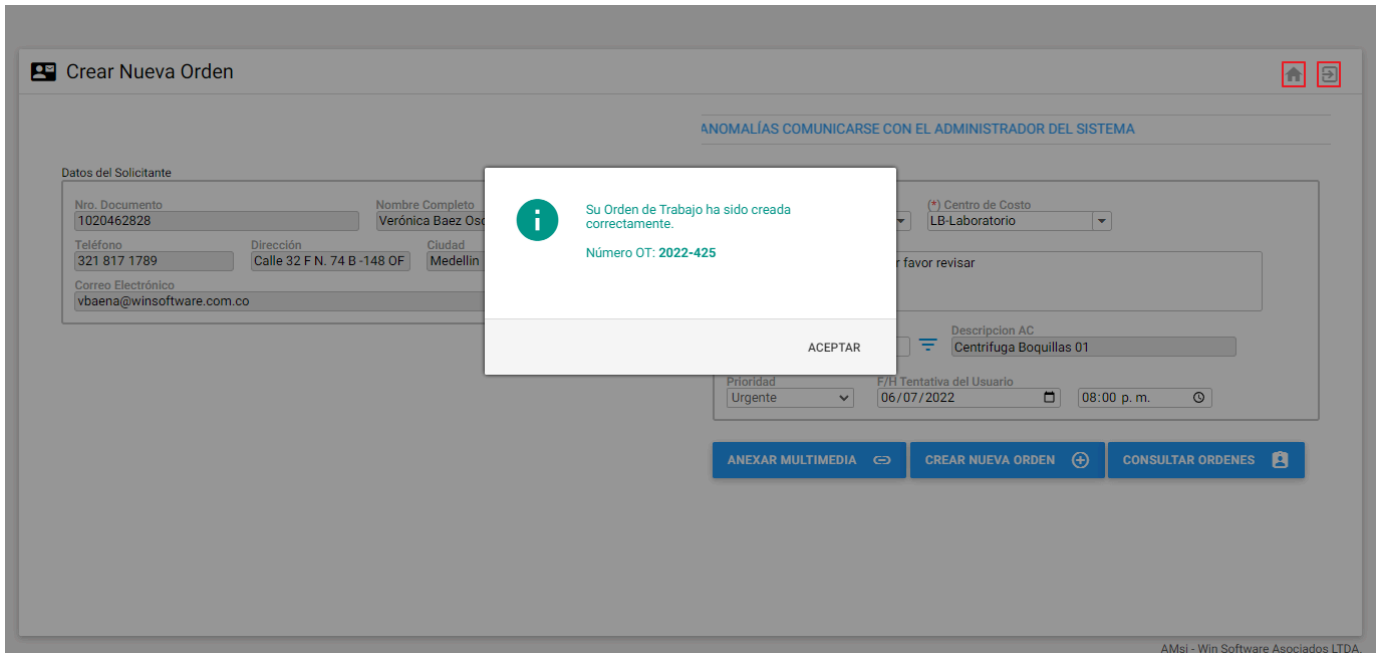 Crear Nueva Orden
ANOMALÍAS COMUNICARSE CON EL ADMINISTRADOR DEL SISTEMA
Datos del Solicitante
Nro. Documento Nombre Completo
1020462828 Verónica Baez
Teléfono Dirección Ciudad
321 817 1789 Calle 32 F N. 74 B -148 OF Medellin
Correo Electrónico
vbaena@winsoftware.com.co
Su Orden de Trabajo ha sido creada
correctamente.
Número OT: 2022-425
ACEPTAR
(*) Centro de Costo
LB-Laboratorio
favor revisar
Descripcion AC
Centrifuga Boquillas 01
Prioridad F/H Tentativa del Usuario
Urgente 06/07/2022 08:00 p. m.
ANEXAR MULTIMEDIA CREAR NUEVA ORDEN CONSULTAR ORDENES
AMsi - Win Software Asociados LTDA.